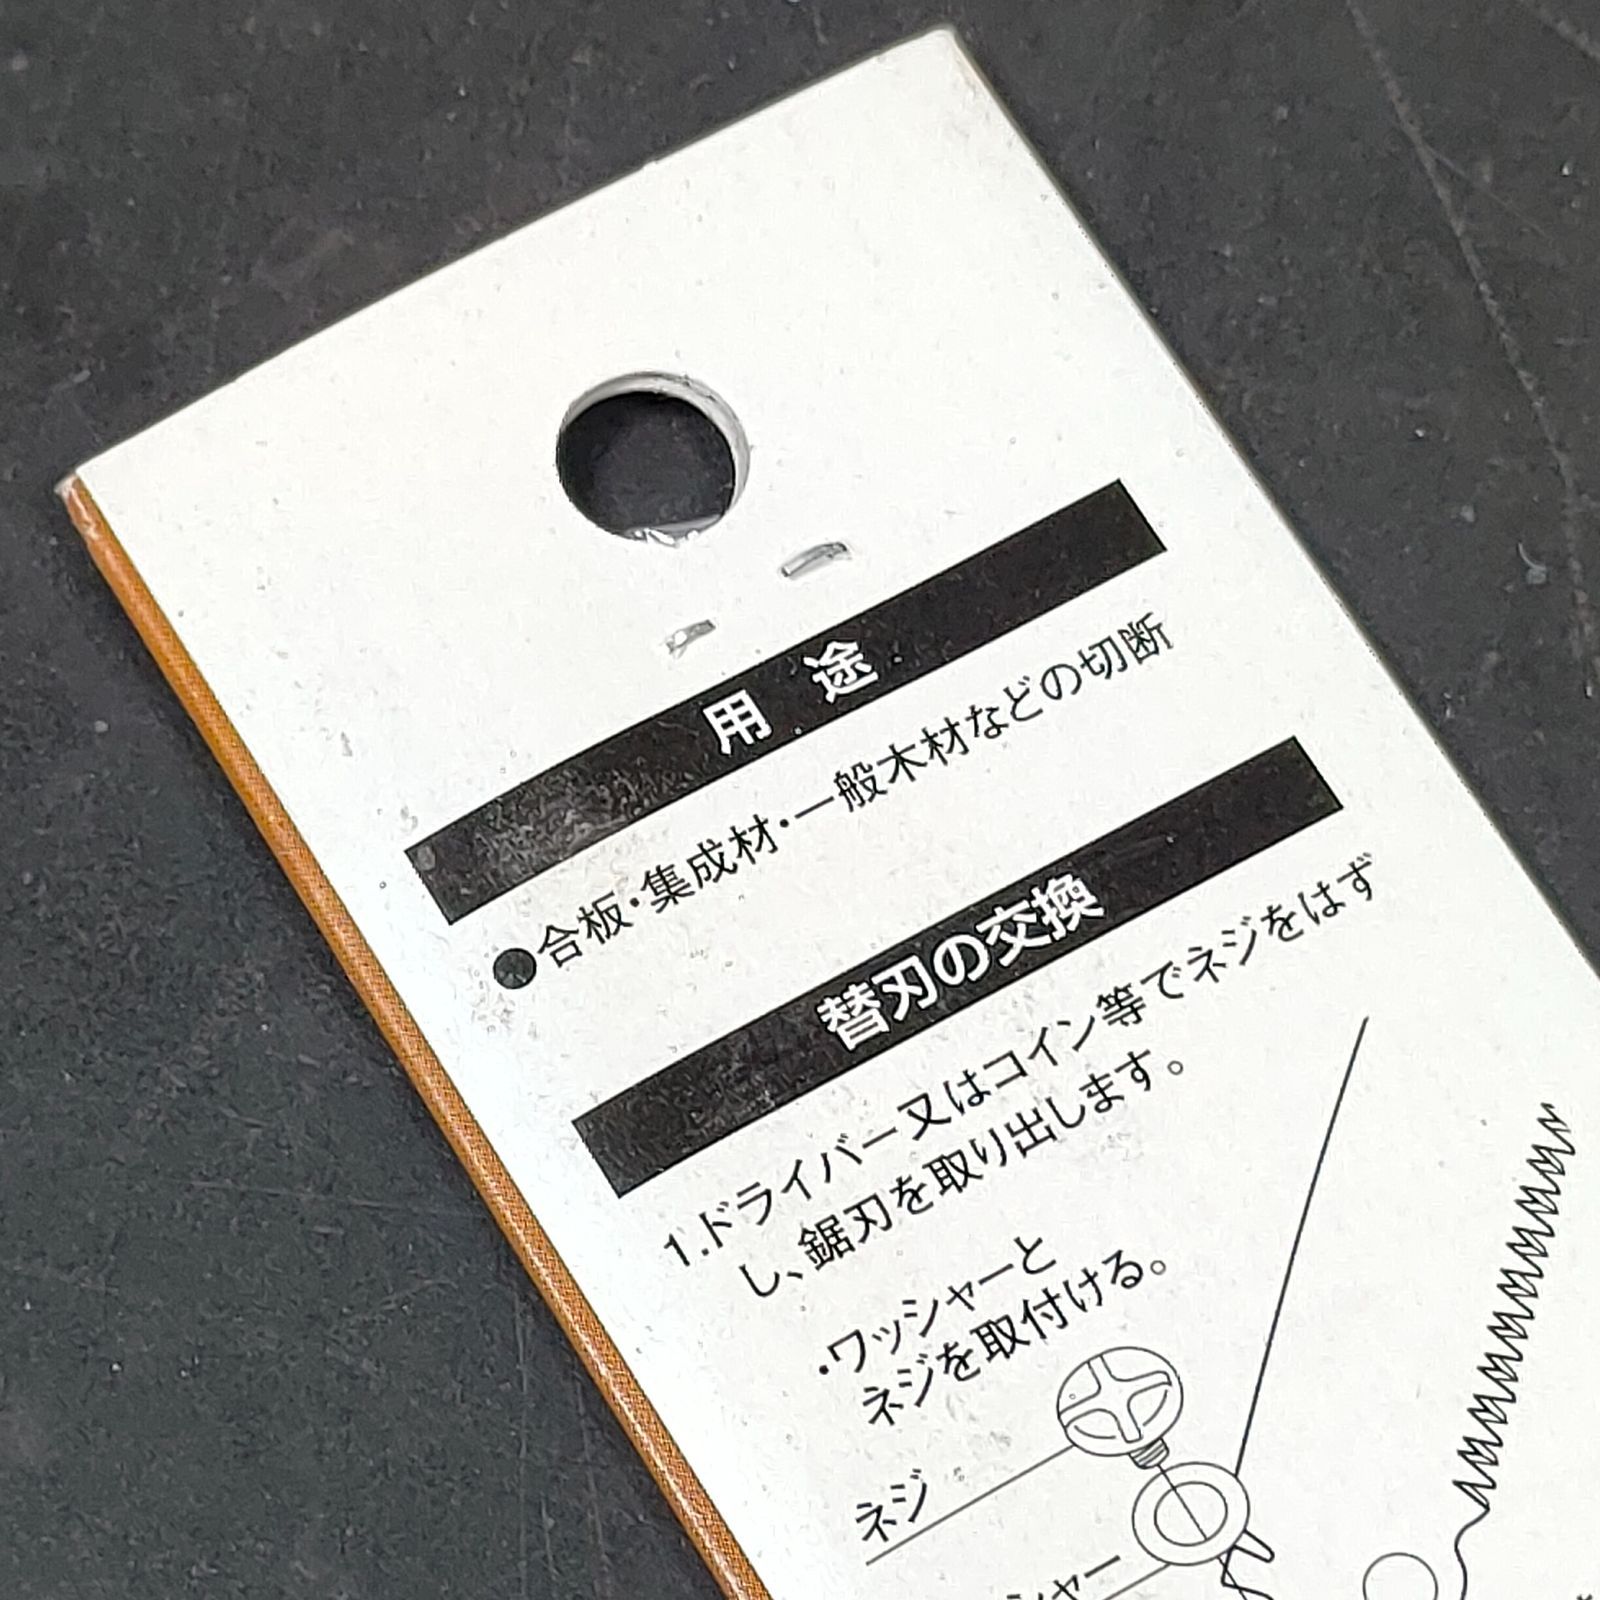 用途
●合板・集成材・一般木材などの切断
替刃の交換
1.ドライバー又はコイン等でネジをはず
し、鋸刃を取り出します。
・ワッシャーと
ネジを取付ける。
ネジ
シャー